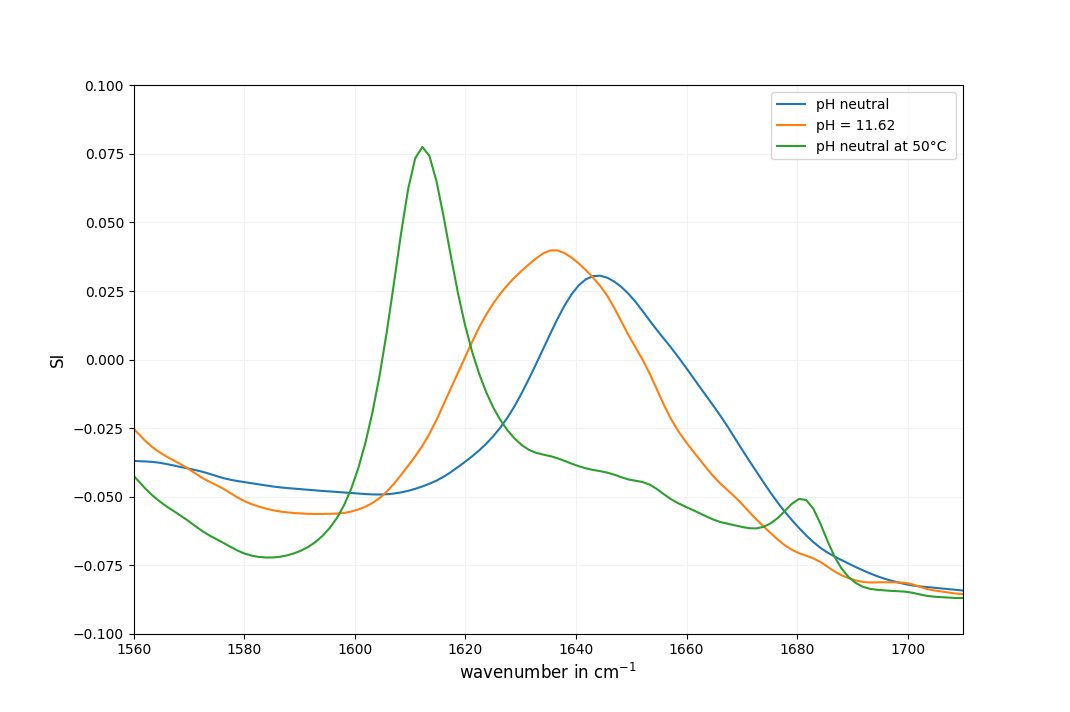 0.100
0.075
0.050
0.025
0.000
−0.025
−0.050
−0.075
−0.100
SI
1560 1580 1600 1620 1640 1660 1680 1700
wavenumber in cm⁻¹
pH neutral
pH = 11.62
pH neutral at 50°C